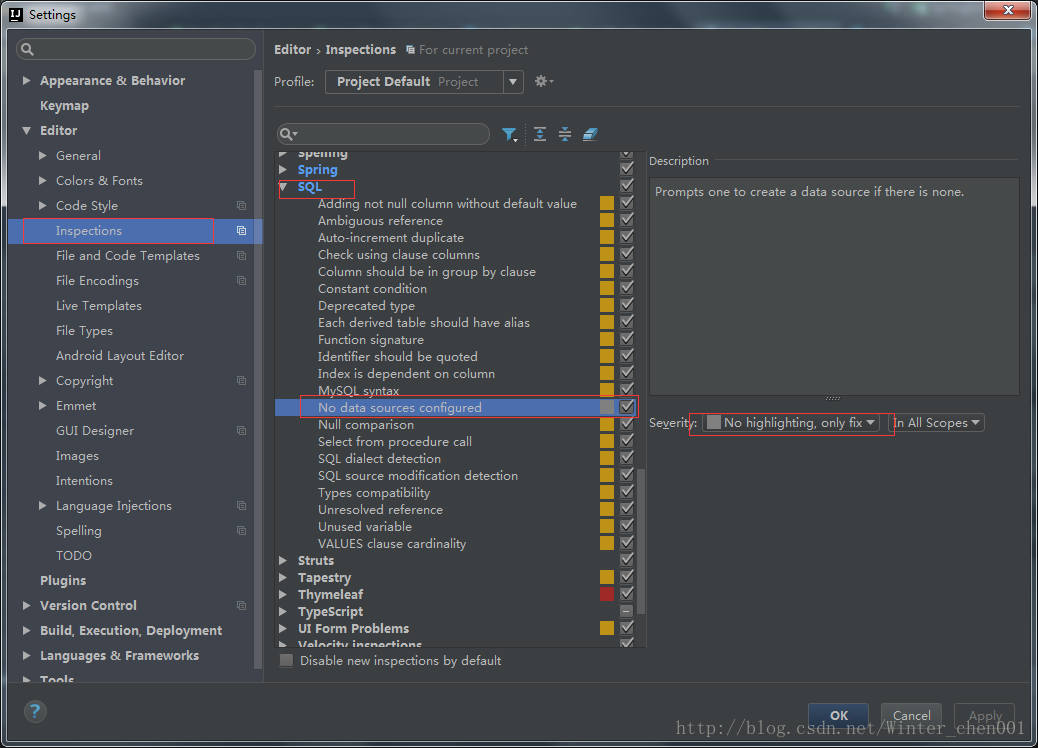 Settings
Appearance & Behavior
Keymap
Editor
General
Colors & Fonts
Code Style
Inspections
File and Code Templates
File Encodings
Live Templates
File Types
Android Layout Editor
Copyright
Emmet
GUI Designer
Images
Intentions
Language Injections
Spelling
TODO
Plugins
Version Control
Build, Execution, Deployment
Languages & Frameworks
Tools
Editor › Inspections For current project
Profile: Project Default Project
Spelling
Spring
SQL
Adding not null column without default value
Ambiguous reference
Auto-increment duplicate
Check using clause columns
Column should be in group by clause
Constant condition
Deprecated type
Each derived table should have alias
Function signature
Identifier should be quoted
Index is dependent on column
MySQL syntax
No data sources configured
Null comparison
Select from procedure call
SQL dialect detection
SQL source modification detection
Types compatibility
Unresolved reference
Unused variable
VALUES clause cardinality
Struts
Tapestry
Thymeleaf
TypeScript
UI Form Problems
Velocity inspections
Disable new inspections by default
Description
Prompts one to create a data source if there is none.
Severity: No highlighting, only fix In All Scopes
?
OK Cancel Apply
http://blog.csdn.net/Winter_chen001